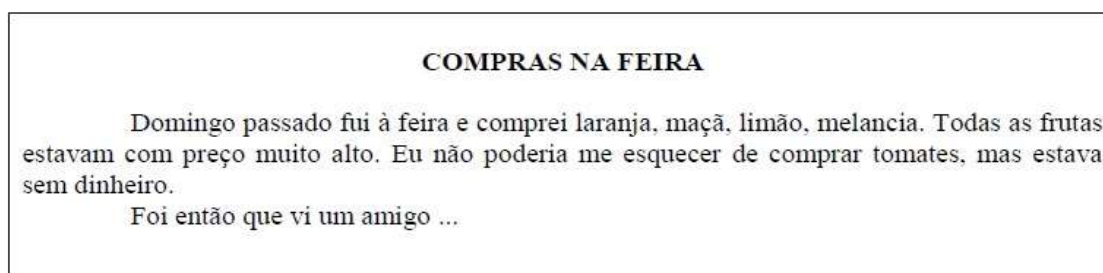 COMPRAS NA FEIRA
Domingo passado fui à feira e comprei laranja, maçã, limão, melancia. Todas as frutas
estavam com preço muito alto. Eu não poderia me esquecer de comprar tomates, mas estava
sem dinheiro.
Foi então que vi um amigo ...